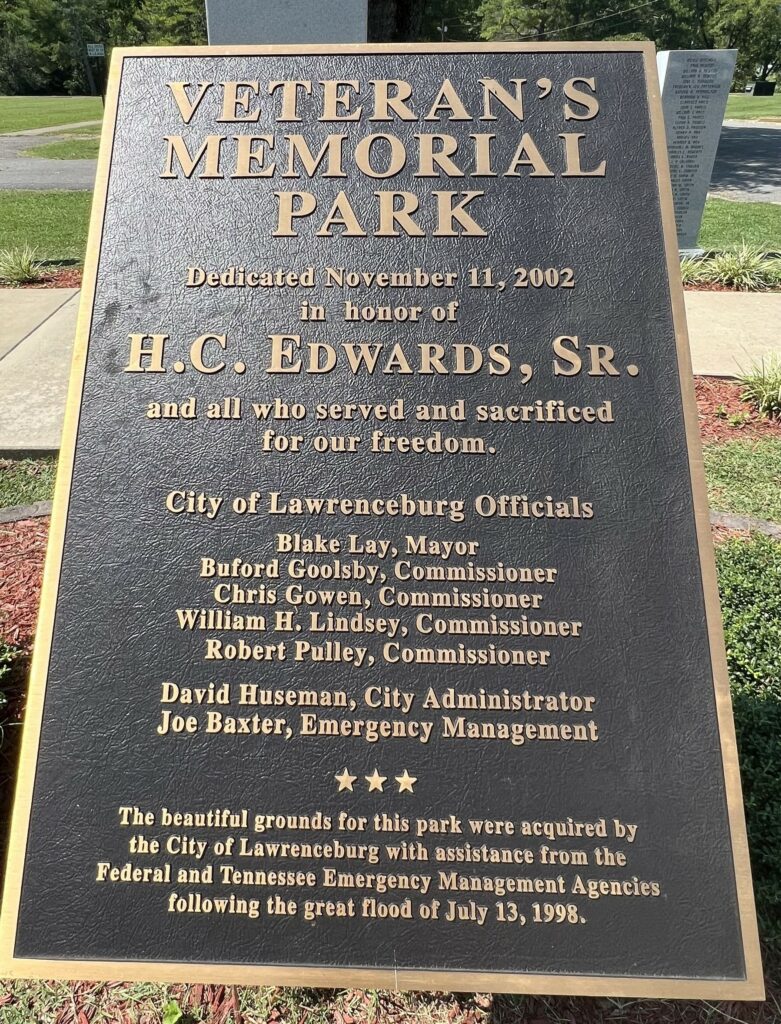 VETERAN'S
MEMORIAL
PARK
Dedicated November 11, 2002
in honor of
H.C. EDWARDS, SR.
and all who served and sacrificed
for our freedom.
City of Lawrenceburg Officials
Blake Lay, Mayor
Buford Goolsby, Commissioner
Chris Gowen, Commissioner
William H. Lindsey, Commissioner
Robert Pulley, Commissioner
David Huseman, City Administrator
Joe Baxter, Emergency Management
The beautiful grounds for this park were acquired by
the City of Lawrenceburg with assistance from the
Federal and Tennessee Emergency Management Agencies
following the great flood of July 13, 1998.